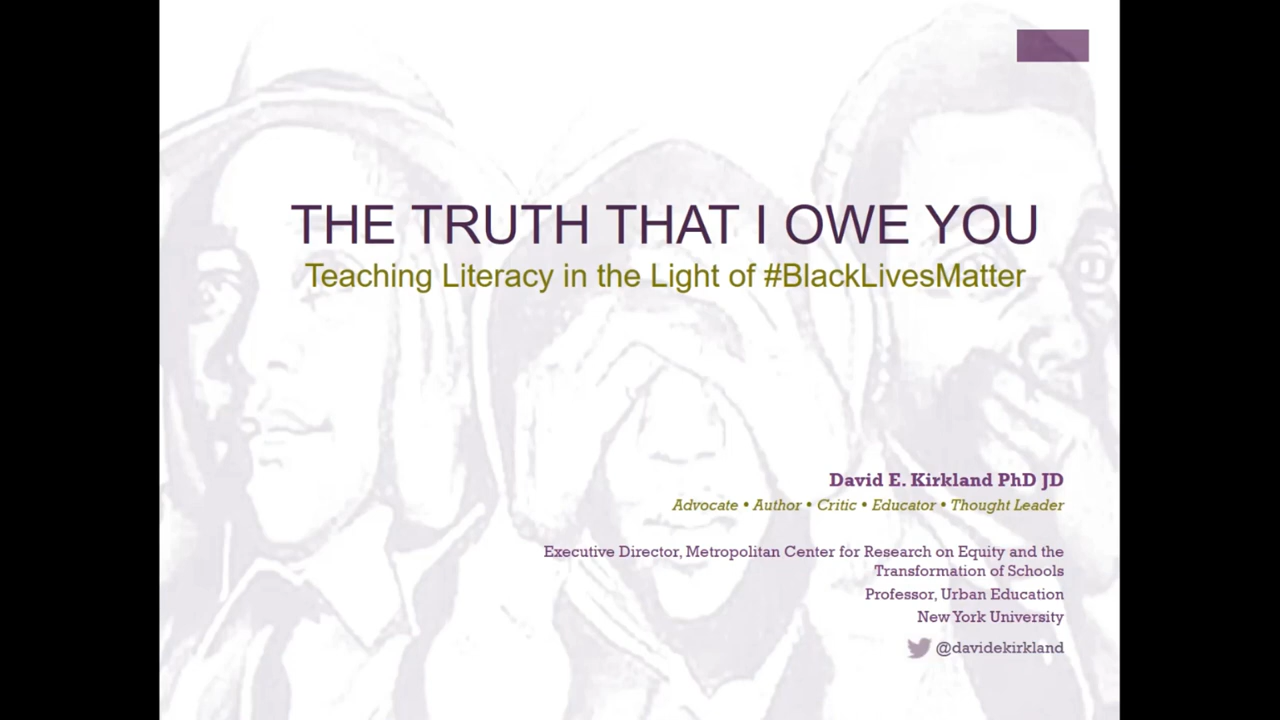 THE TRUTH THAT I OWE YOU
Teaching Literacy in the Light of #BlackLivesMatter
David E. Kirkland PhD JD
Advocate • Author • Critic • Educator • Thought Leader
Executive Director, Metropolitan Center for Research on Equity and the
Transformation of Schools
Professor, Urban Education
New York University
@davidekirkland